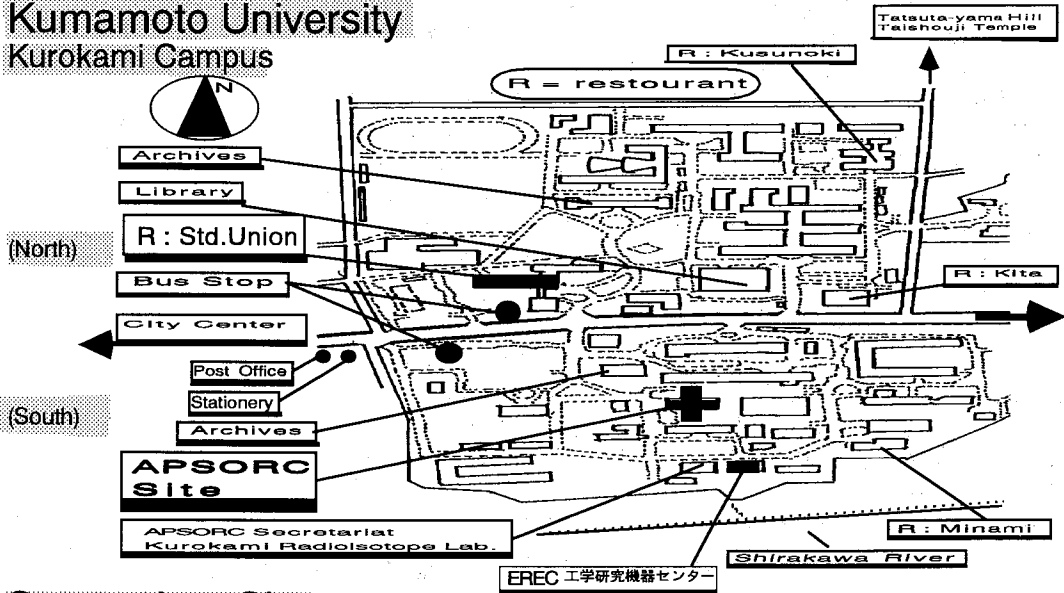 Kumamoto University
Kurokami Campus
Tatsuta-yama Hill
Taishouji Temple
R : Kusunoki
R = restourant
N
Archives
Library
R : Std.Union
(North)
Bus Stop
R : Kita
City Center
Post Office
Stationery
(South)
Archives
APSORC
Site
APSORC Secretariat
Kurokami Radioisotope Lab.
R : Minami
Shirakawa River
EREC 工学研究機器センター